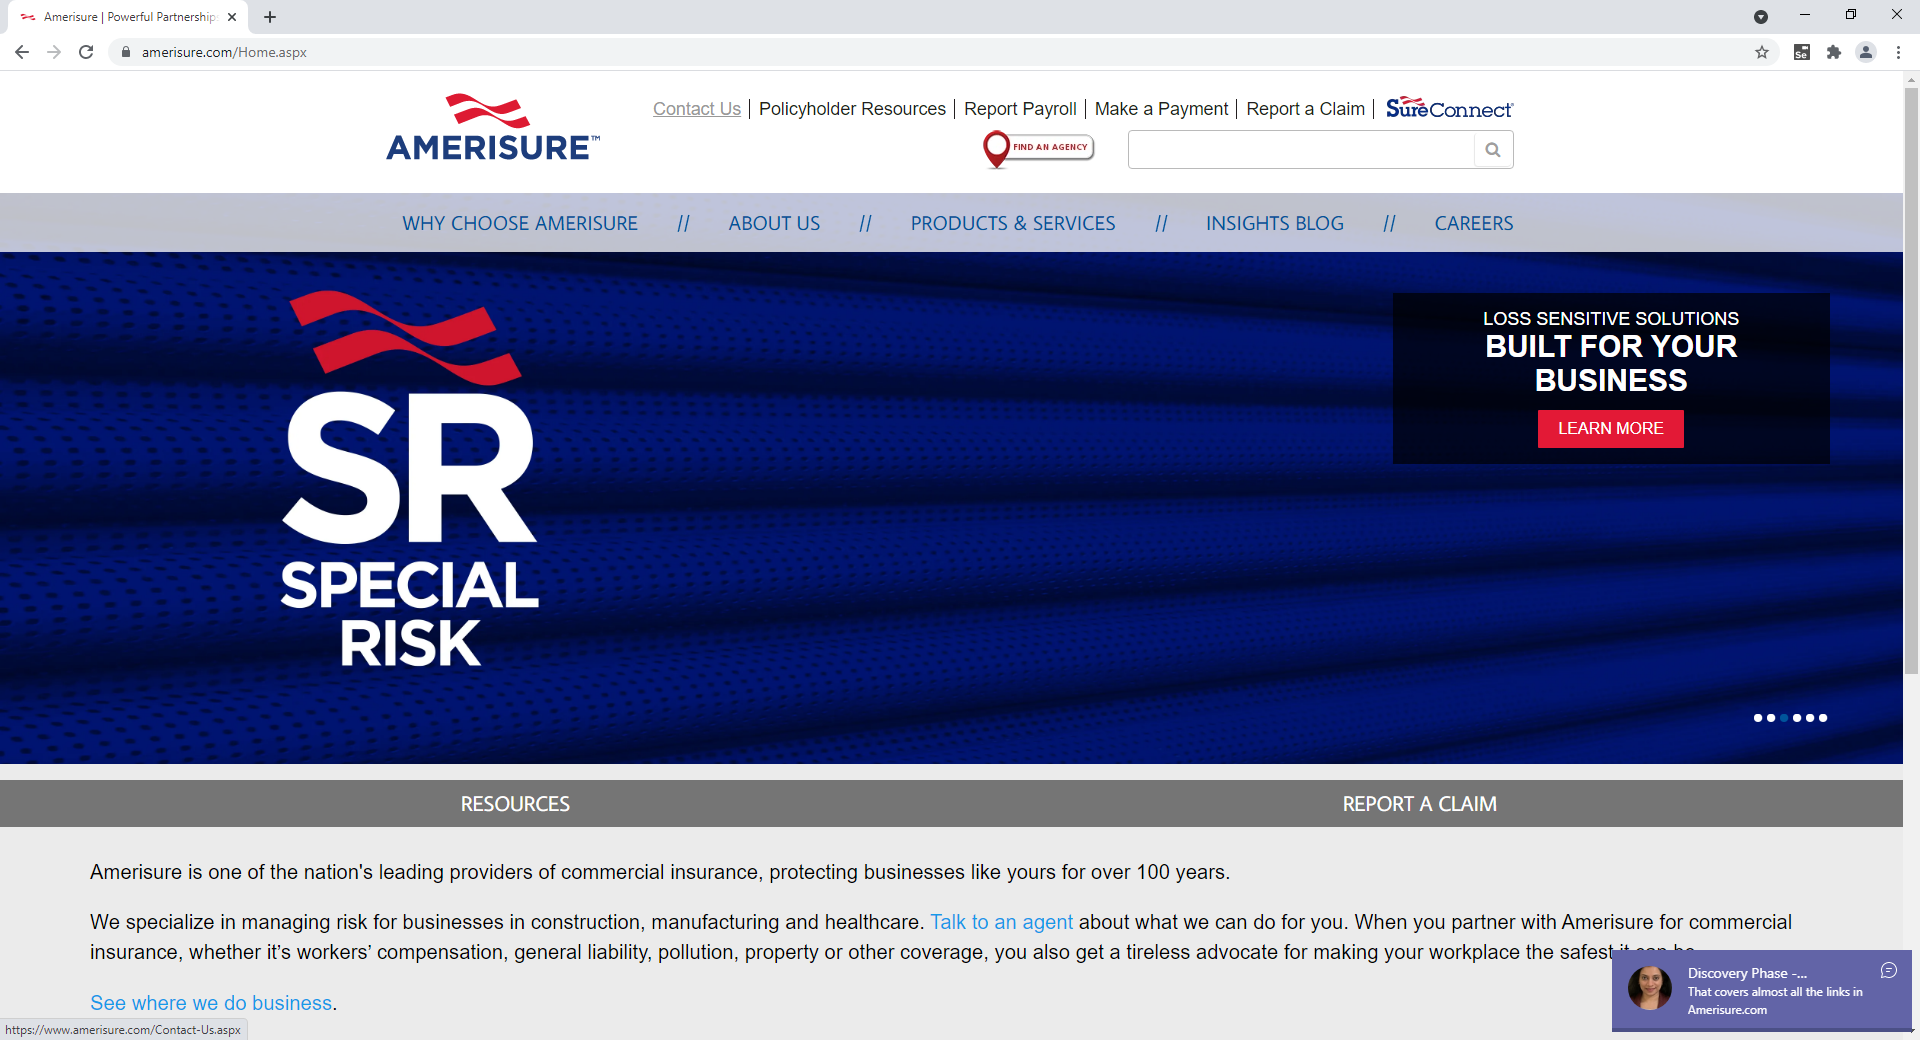 Amerisure | Powerful Partnership
amerisure.com/Home.aspx
Se
AMERISURE™
Contact Us | Policyholder Resources | Report Payroll | Make a Payment | Report a Claim | SureConnect
FIND AN AGENCY
WHY CHOOSE AMERISURE // ABOUT US // PRODUCTS & SERVICES // INSIGHTS BLOG // CAREERS
SR
SPECIAL
RISK
LOSS SENSITIVE SOLUTIONS
BUILT FOR YOUR
BUSINESS
LEARN MORE
RESOURCES
REPORT A CLAIM
Amerisure is one of the nation's leading providers of commercial insurance, protecting businesses like yours for over 100 years.
We specialize in managing risk for businesses in construction, manufacturing and healthcare. Talk to an agent about what we can do for you. When you partner with Amerisure for commercial
insurance, whether it’s workers’ compensation, general liability, pollution, property or other coverage, you also get a tireless advocate for making your workplace the safest it can be.
See where we do business.
https://www.amerisure.com/Contact-Us.aspx
Discovery Phase -...
That covers almost all the links in
Amerisure.com